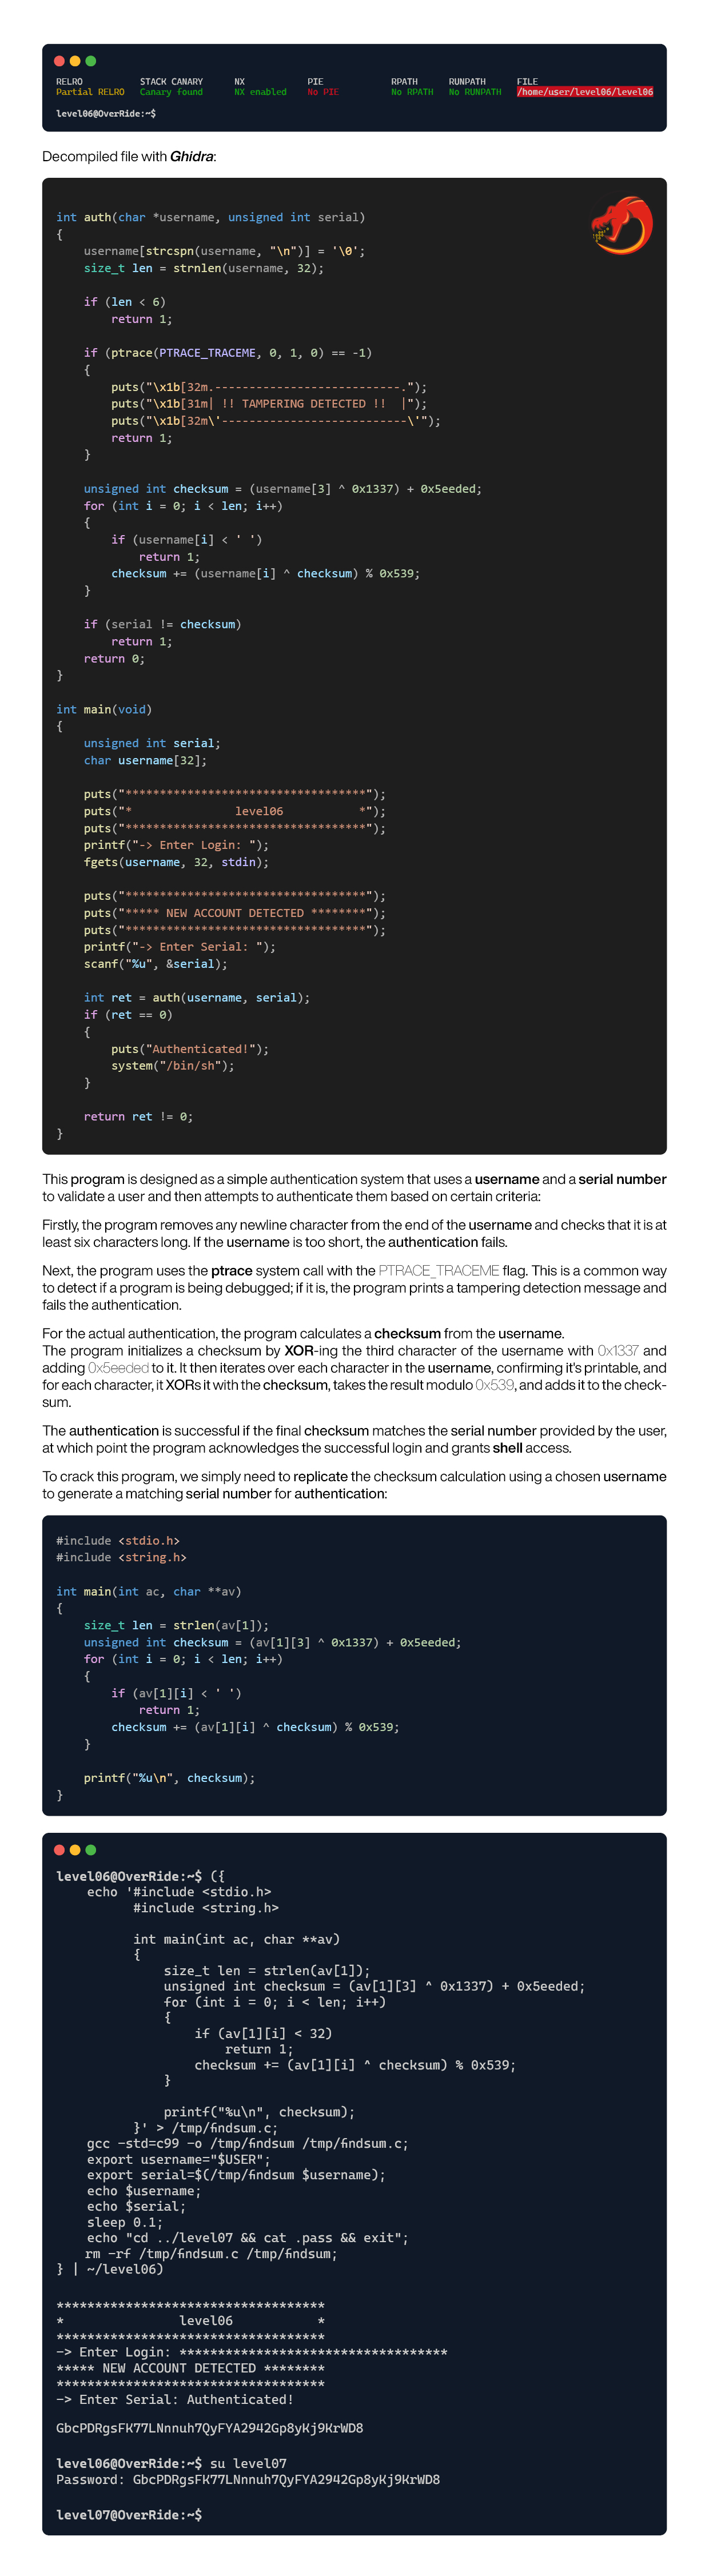 RELRO STACK CANARY NX PIE RPATH RUNPATH FILE
Partial RELRO Canary found NX enabled No PIE No RPATH No RUNPATH /home/user/level06/level06
level06@OverRide:~$
Decompiled file with Ghidra:
int auth(char *username, unsigned int serial)
{
    username[strcspn(username, "\n")] = '\0';
    size_t len = strnlen(username, 32);
    if (len < 6)
        return 1;
    if (ptrace(PTRACE_TRACEME, 0, 1, 0) == -1)
    {
        puts("\x1b[32m.---------------------------.");
        puts("\x1b[31m| !! TAMPERING DETECTED !!  |");
        puts("\x1b[32m\'---------------------------\'");
        return 1;
    }
    unsigned int checksum = (username[3] ^ 0x1337) + 0x5eeded;
    for (int i = 0; i < len; i++)
    {
        if (username[i] < ' ')
            return 1;
        checksum += (username[i] ^ checksum) % 0x539;
    }
    if (serial != checksum)
        return 1;
    return 0;
}
int main(void)
{
    unsigned int serial;
    char username[32];
    puts("***********************************");
    puts("*               level06           *");
    puts("***********************************");
    printf("-> Enter Login: ");
    fgets(username, 32, stdin);
    puts("***********************************");
    puts("***** NEW ACCOUNT DETECTED ********");
    puts("***********************************");
    printf("-> Enter Serial: ");
    scanf("%u", &serial);
    int ret = auth(username, serial);
    if (ret == 0)
    {
        puts("Authenticated!");
        system("/bin/sh");
    }
    return ret != 0;
}
This program is designed as a simple authentication system that uses a username and a serial number
to validate a user and then attempts to authenticate them based on certain criteria:
Firstly, the program removes any newline character from the end of the username and checks that it is at
least six characters long. If the username is too short, the authentication fails.
Next, the program uses the ptrace system call with the PTRACE_TRACEME flag. This is a common way
to detect if a program is being debugged; if it is, the program prints a tampering detection message and
fails the authentication.
For the actual authentication, the program calculates a checksum from the username.
The program initializes a checksum by XOR-ing the third character of the username with 0x1337 and
adding 0x5eeded to it. It then iterates over each character in the username, confirming it's printable, and
for each character, it XORs it with the checksum, takes the result modulo 0x539, and adds it to the check-
sum.
The authentication is successful if the final checksum matches the serial number provided by the user,
at which point the program acknowledges the successful login and grants shell access.
To crack this program, we simply need to replicate the checksum calculation using a chosen username
to generate a matching serial number for authentication:
#include <stdio.h>
#include <string.h>
int main(int ac, char **av)
{
    size_t len = strlen(av[1]);
    unsigned int checksum = (av[1][3] ^ 0x1337) + 0x5eeded;
    for (int i = 0; i < len; i++)
    {
        if (av[1][i] < ' ')
            return 1;
        checksum += (av[1][i] ^ checksum) % 0x539;
    }
    printf("%u\n", checksum);
}
level06@OverRide:~$ ({
    echo '#include <stdio.h>
          #include <string.h>
          int main(int ac, char **av)
          {
              size_t len = strlen(av[1]);
              unsigned int checksum = (av[1][3] ^ 0x1337) + 0x5eeded;
              for (int i = 0; i < len; i++)
              {
                  if (av[1][i] < 32)
                      return 1;
                  checksum += (av[1][i] ^ checksum) % 0x539;
              }
              printf("%u\n", checksum);
          }' > /tmp/findsum.c;
    gcc -std=c99 -o /tmp/findsum /tmp/findsum.c;
    export username="$USER";
    export serial=$(/tmp/findsum $username);
    echo $username;
    echo $serial;
    sleep 0.1;
    echo "cd ../level07 && cat .pass && exit";
    rm -rf /tmp/findsum.c /tmp/findsum;
} | ~/level06)
***********************************
*               level06           *
***********************************
-> Enter Login: ***********************************
***** NEW ACCOUNT DETECTED ********
***********************************
-> Enter Serial: Authenticated!
GbcPDRgsFK77LNnnuh7QyFYA2942Gp8yKj9KrWD8
level06@OverRide:~$ su level07
Password: GbcPDRgsFK77LNnnuh7QyFYA2942Gp8yKj9KrWD8
level07@OverRide:~$